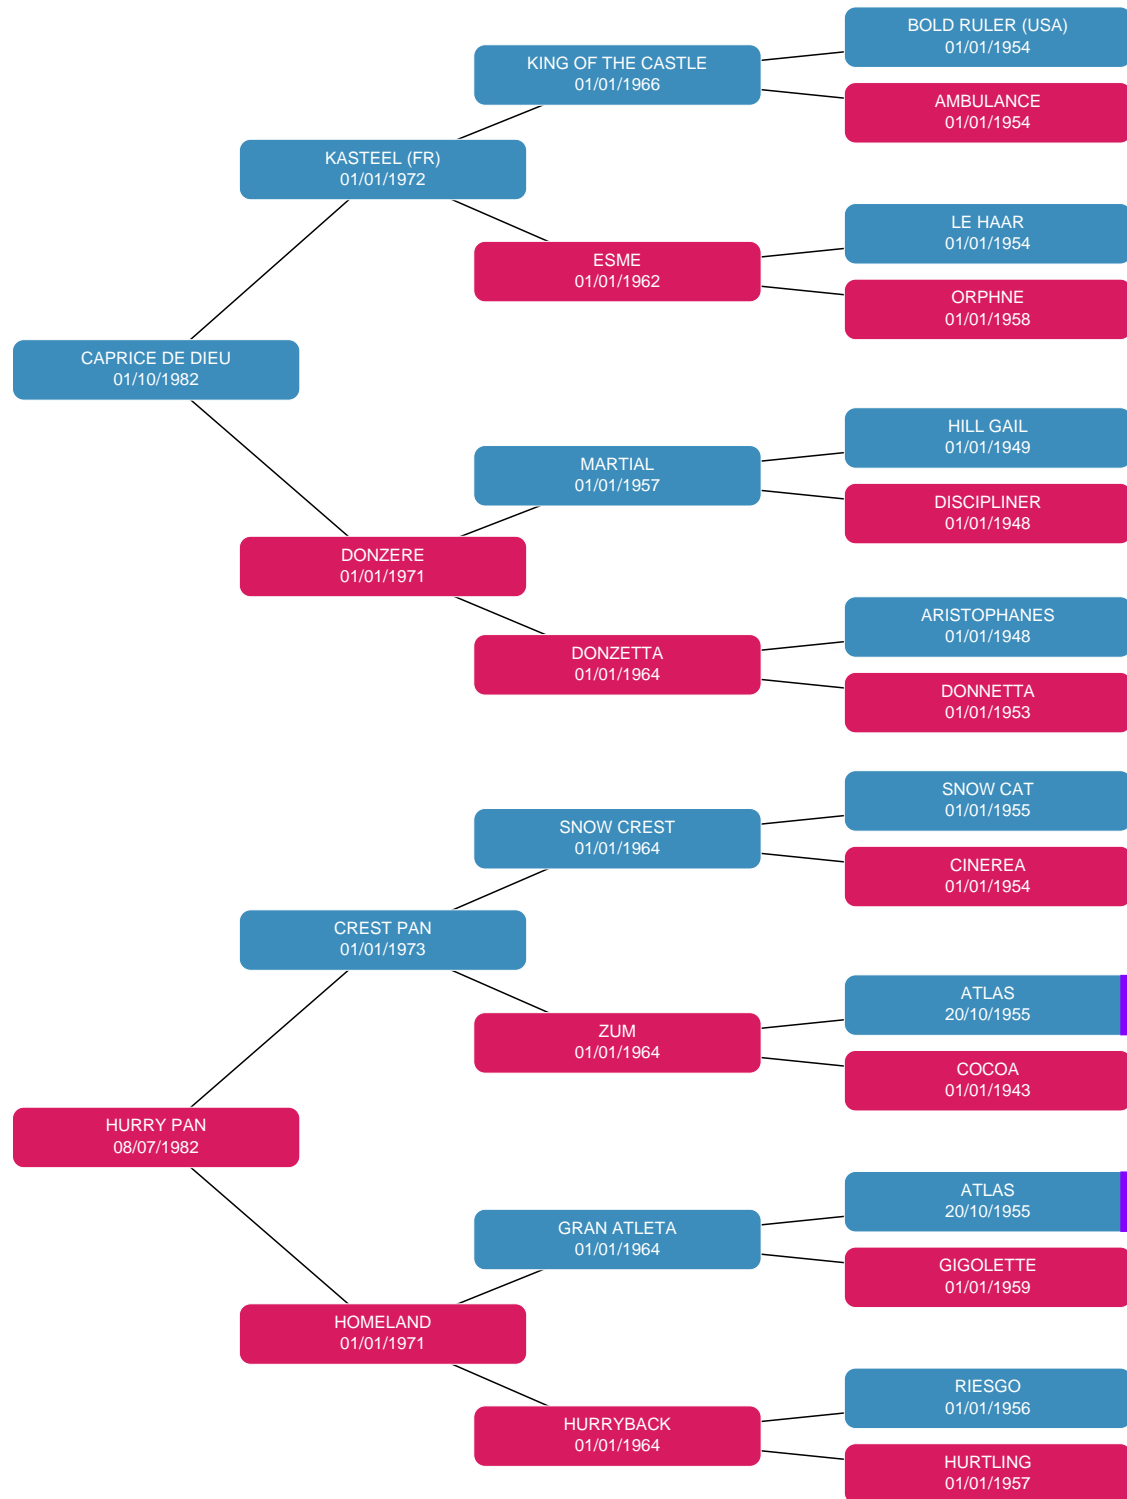 BOLD RULER (USA)
01/01/1954
KING OF THE CASTLE
01/01/1966
AMBULANCE
01/01/1954
KASTEEL (FR)
01/01/1972
LE HAAR
01/01/1954
ESME
01/01/1962
ORPHNE
01/01/1958
CAPRICE DE DIEU
01/10/1982
HILL GAIL
01/01/1949
MARTIAL
01/01/1957
DISCIPLINER
01/01/1948
DONZERE
01/01/1971
ARISTOPHANES
01/01/1948
DONZETTA
01/01/1964
DONNETTA
01/01/1953
SNOW CAT
01/01/1955
SNOW CREST
01/01/1964
CINEREA
01/01/1954
CREST PAN
01/01/1973
ATLAS
20/10/1955
ZUM
01/01/1964
COCOA
01/01/1943
HURRY PAN
08/07/1982
ATLAS
20/10/1955
GRAN ATLETA
01/01/1964
GIGOLETTE
01/01/1959
HOMELAND
01/01/1971
RIESGO
01/01/1956
HURRYBACK
01/01/1964
HURTLING
01/01/1957